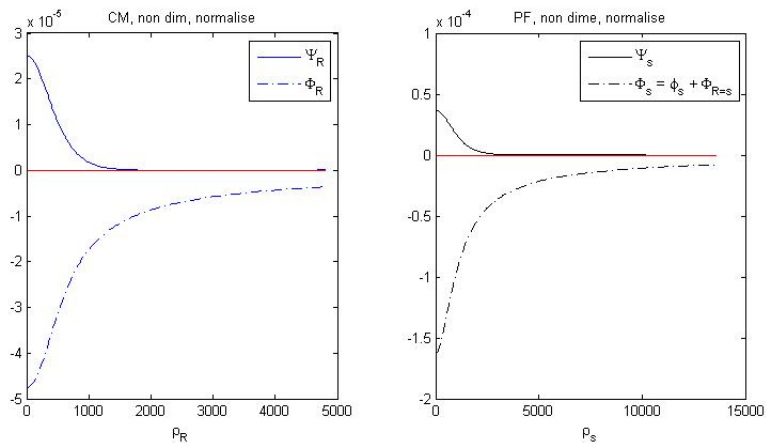 CM, non dim, normalise
x 10⁻⁵
3
2
1
0
-1
-2
-3
-4
-5
0 1000 2000 3000 4000 5000
ρ_R
Ψ_R
Φ_R
PF, non dime, normalise
x 10⁻⁴
1
0.5
0
-0.5
-1
-1.5
-2
0 5000 10000 15000
ρ_s
Ψ_s
Φ_s = ϕ_s + Φ_{R=s}